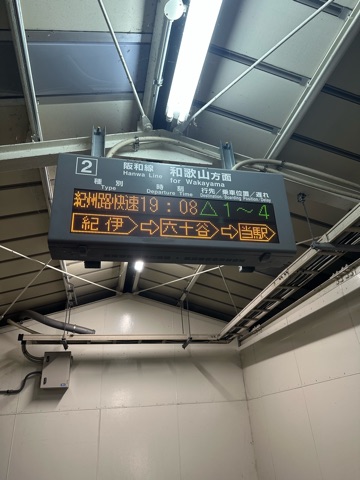 2 阪和線 和歌山方面
Hanwa Line for Wakayama
種別 時刻 行先/乗車位置/遅れ
Type Departure Time Destination, Boarding Position, Delay
紀州路快速 19:08 △1~4
紀伊 ⇨ 六十谷 ⇨ 当駅